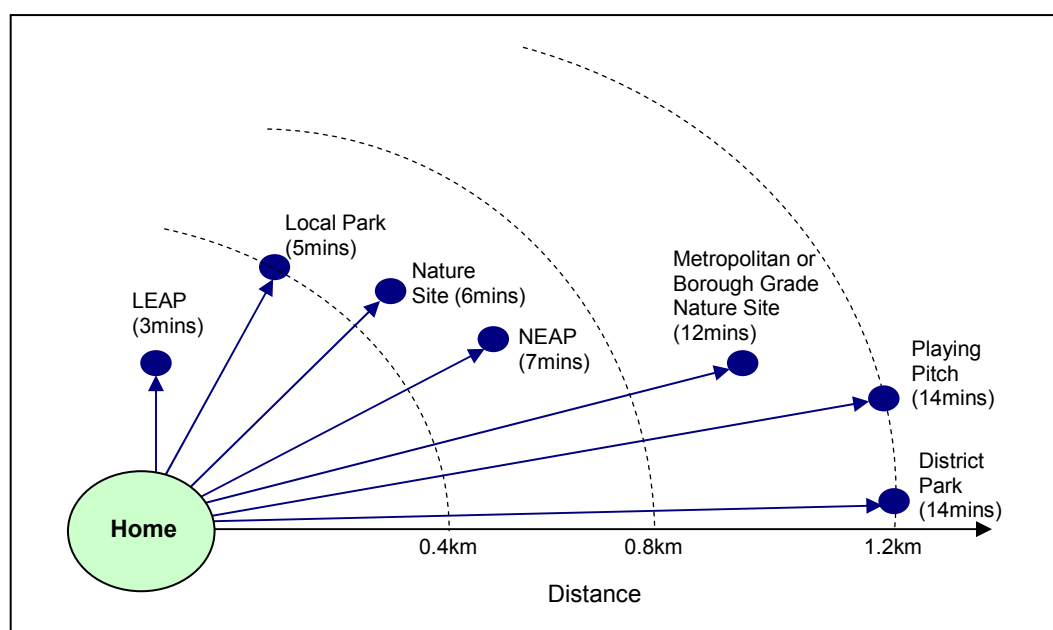 Local Park
(5mins)
Nature
Site (6mins)
LEAP
(3mins)
NEAP
(7mins)
Metropolitan or
Borough Grade
Nature Site
(12mins)
Playing
Pitch
(14mins)
District
Park
(14mins)
Home
0.4km
0.8km
1.2km
Distance